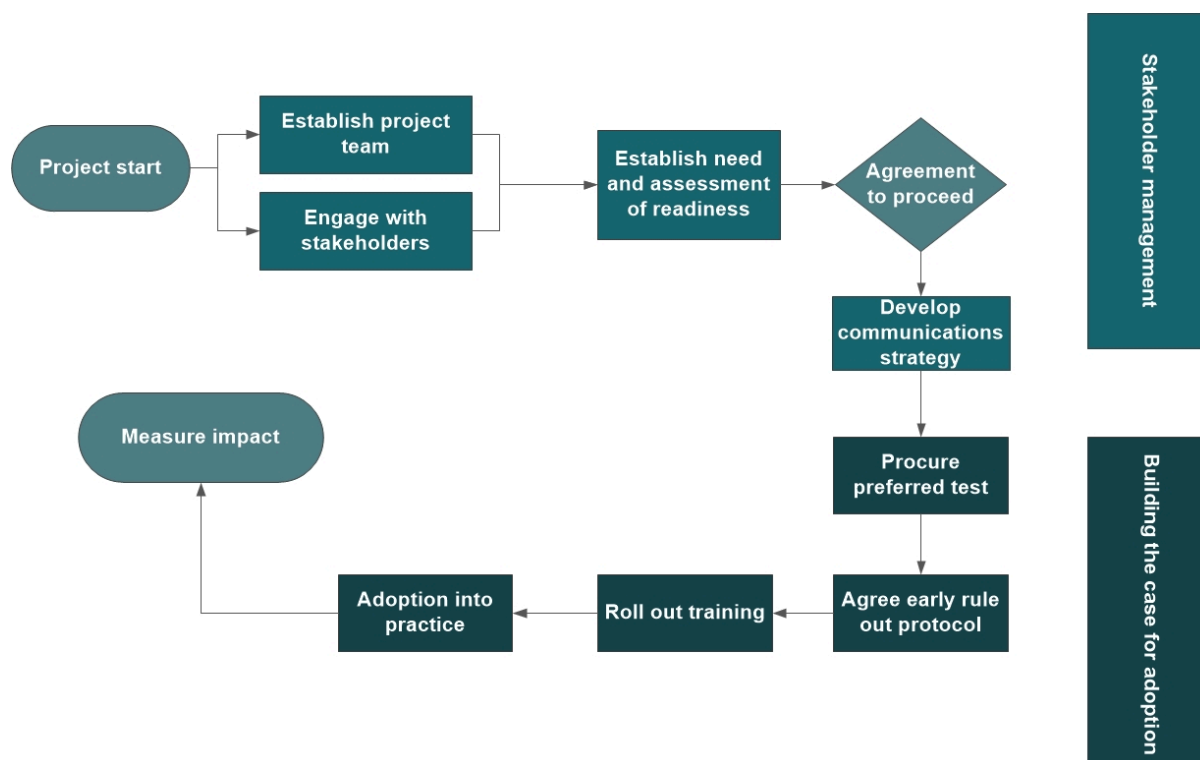 Project start
Establish project
team
Engage with
stakeholders
Establish need
and assessment
of readiness
Agreement
to proceed
Stakeholder management
Develop
communications
strategy
Measure impact
Procure
preferred test
Building the case for adoption
Agree early rule
out protocol
Roll out training
Adoption into
practice